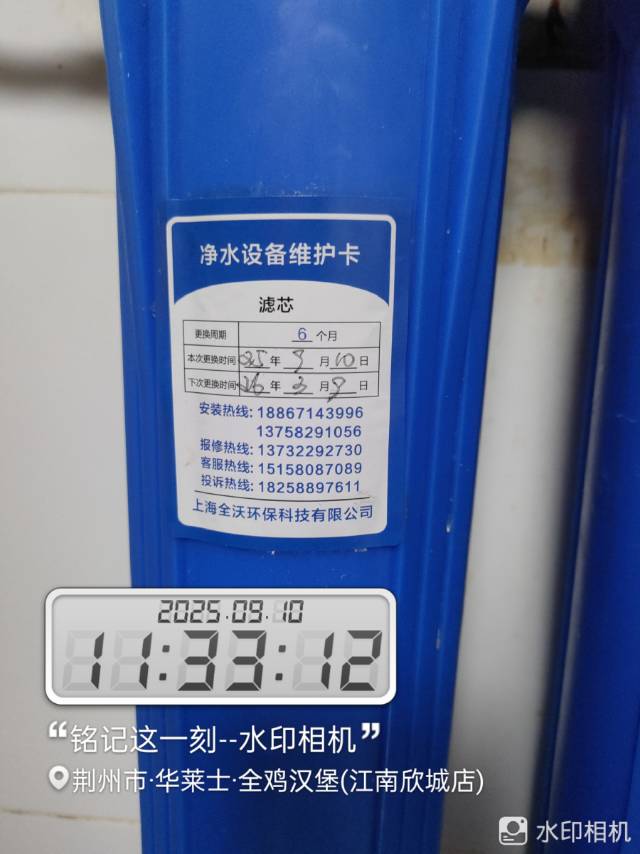 净水设备维护卡
滤芯
更换周期 6 个月
本次更换时间 025 年 9 月 10 日
下次更换时间 026 年 3 月 9 日
安装热线: 18867143996
13758291056
报修热线: 13732292730
客服热线: 15158087089
投诉热线: 18258897611
上海全沃环保科技有限公司
2025.09.10
11:33:12
“铭记这一刻--水印相机”
荆州市·华莱士·全鸡汉堡(江南欣城店)
水印相机